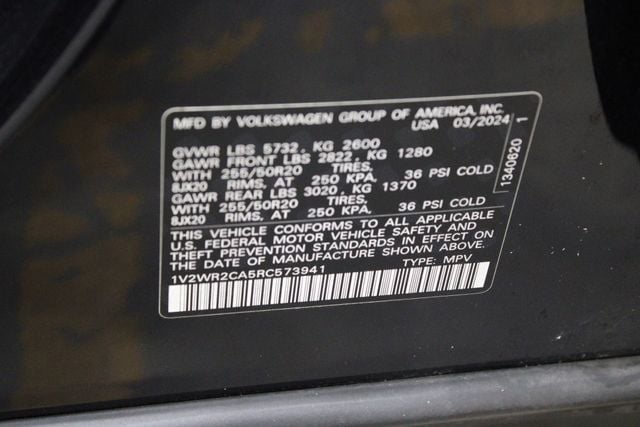 MFD BY VOLKSWAGEN GROUP OF AMERICA, INC.
USA 03/2024
GVWR LBS 5732 , KG 2600
GAWR FRONT LBS 2822, KG 1280
WITH 255/50R20 TIRES,
8JX20 RIMS, AT 250 KPA, 36 PSI COLD
GAWR REAR LBS 3020, KG 1370
WITH 255/50R20 TIRES,
8JX20 RIMS, AT 250 KPA, 36 PSI COLD
THIS VEHICLE CONFORMS TO ALL APPLICABLE
U.S. FEDERAL MOTOR VEHICLE SAFETY AND
THEFT PREVENTION STANDARDS IN EFFECT ON
THE DATE OF MANUFACTURE SHOWN ABOVE.
1V2WR2CA5RC573941 TYPE: MPV
1340620 1